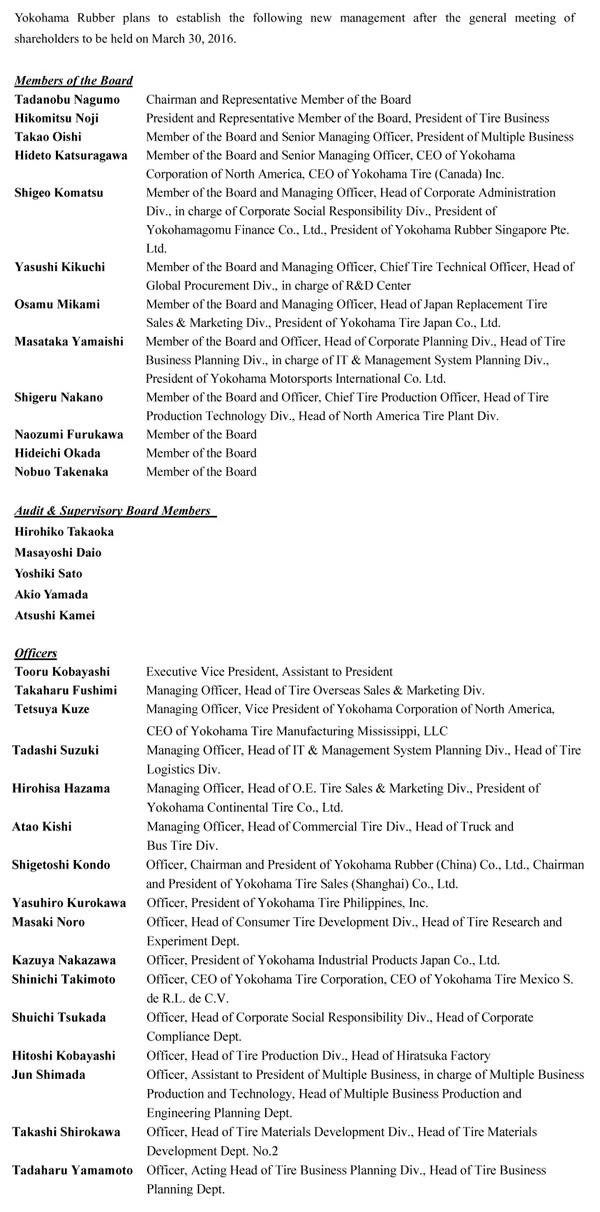 Yokohama Rubber plans to establish the following new management after the general meeting of
shareholders to be held on March 30, 2016.
Members of the Board
Tadanobu Nagumo Chairman and Representative Member of the Board
Hikomitsu Noji President and Representative Member of the Board, President of Tire Business
Takao Oishi Member of the Board and Senior Managing Officer, President of Multiple Business
Hideto Katsuragawa Member of the Board and Senior Managing Officer, CEO of Yokohama
Corporation of North America, CEO of Yokohama Tire (Canada) Inc.
Shigeo Komatsu Member of the Board and Managing Officer, Head of Corporate Administration
Div., in charge of Corporate Social Responsibility Div., President of
Yokohamagomu Finance Co., Ltd., President of Yokohama Rubber Singapore Pte.
Ltd.
Yasushi Kikuchi Member of the Board and Managing Officer, Chief Tire Technical Officer, Head of
Global Procurement Div., in charge of R&D Center
Osamu Mikami Member of the Board and Managing Officer, Head of Japan Replacement Tire
Sales & Marketing Div., President of Yokohama Tire Japan Co., Ltd.
Masataka Yamaishi Member of the Board and Officer, Head of Corporate Planning Div., Head of Tire
Business Planning Div., in charge of IT & Management System Planning Div.,
President of Yokohama Motorsports International Co. Ltd.
Shigeru Nakano Member of the Board and Officer, Chief Tire Production Officer, Head of Tire
Production Technology Div., Head of North America Tire Plant Div.
Naozumi Furukawa Member of the Board
Hideichi Okada Member of the Board
Nobuo Takenaka Member of the Board
Audit & Supervisory Board Members
Hirohiko Takaoka
Masayoshi Daio
Yoshiki Sato
Akio Yamada
Atsushi Kamei
Officers
Tooru Kobayashi Executive Vice President, Assistant to President
Takaharu Fushimi Managing Officer, Head of Tire Overseas Sales & Marketing Div.
Tetsuya Kuze Managing Officer, Vice President of Yokohama Corporation of North America,
CEO of Yokohama Tire Manufacturing Mississippi, LLC
Tadashi Suzuki Managing Officer, Head of IT & Management System Planning Div., Head of Tire
Logistics Div.
Hirohisa Hazama Managing Officer, Head of O.E. Tire Sales & Marketing Div., President of
Yokohama Continental Tire Co., Ltd.
Atao Kishi Managing Officer, Head of Commercial Tire Div., Head of Truck and
Bus Tire Div.
Shigetoshi Kondo Officer, Chairman and President of Yokohama Rubber (China) Co., Ltd., Chairman
and President of Yokohama Tire Sales (Shanghai) Co., Ltd.
Yasuhiro Kurokawa Officer, President of Yokohama Tire Philippines, Inc.
Masaki Noro Officer, Head of Consumer Tire Development Div., Head of Tire Research and
Experiment Dept.
Kazuya Nakazawa Officer, President of Yokohama Industrial Products Japan Co., Ltd.
Shinichi Takimoto Officer, CEO of Yokohama Tire Corporation, CEO of Yokohama Tire Mexico S.
de R.L. de C.V.
Shuichi Tsukada Officer, Head of Corporate Social Responsibility Div., Head of Corporate
Compliance Dept.
Hitoshi Kobayashi Officer, Head of Tire Production Div., Head of Hiratsuka Factory
Jun Shimada Officer, Assistant to President of Multiple Business, in charge of Multiple Business
Production and Technology, Head of Multiple Business Production and
Engineering Planning Dept.
Takashi Shirokawa Officer, Head of Tire Materials Development Div., Head of Tire Materials
Development Dept. No.2
Tadaharu Yamamoto Officer, Acting Head of Tire Business Planning Div., Head of Tire Business
Planning Dept.